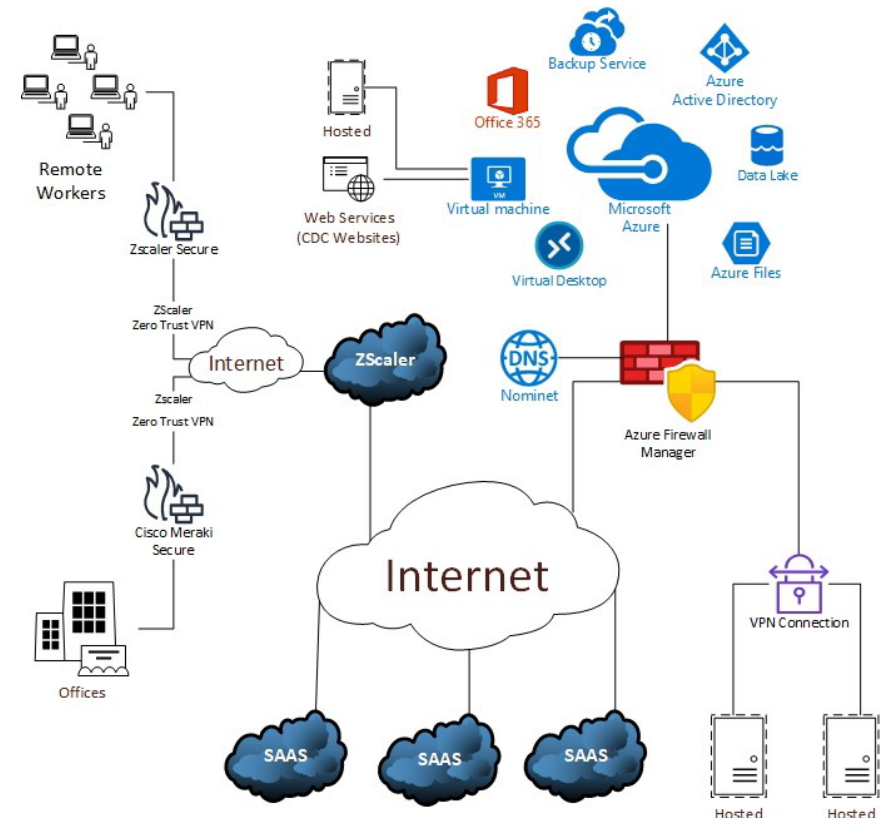 Backup Service
Azure
Active Directory
Office 365
Hosted
Data Lake
Remote
Workers
VM
Virtual machine
Microsoft
Azure
Web Services
(CDC Websites)
Zscaler Secure
Virtual Desktop
Azure Files
ZScaler
Zero Trust VPN
Internet
ZScaler
DNS
Nominet
Zscaler
Zero Trust VPN
Azure Firewall
Manager
Cisco Meraki
Secure
Internet
VPN Connection
Offices
SAAS
SAAS
SAAS
Hosted
Hosted